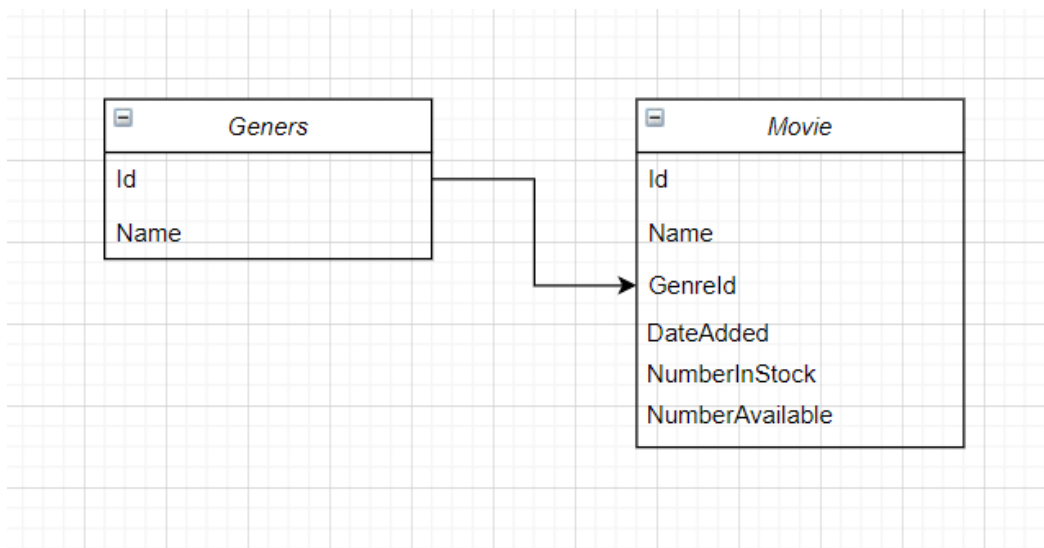 Geners
Id
Name
Movie
Id
Name
GenreId
DateAdded
NumberInStock
NumberAvailable